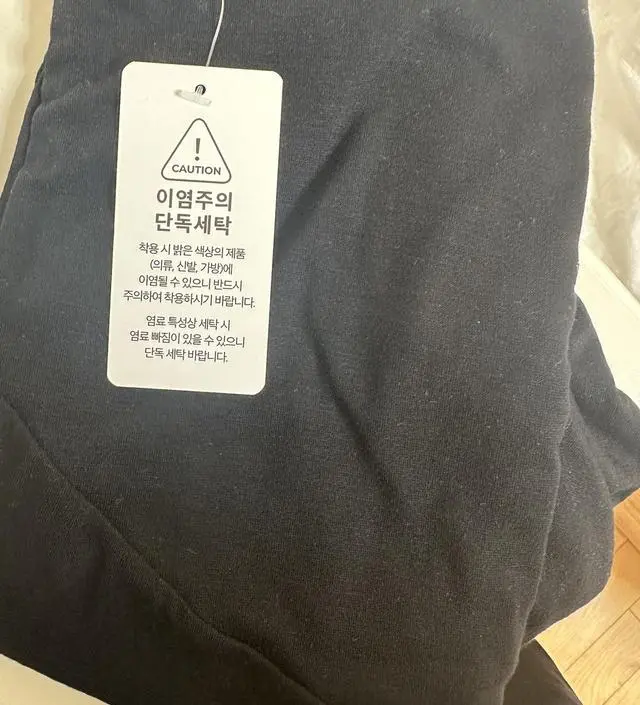 !
CAUTION
이염주의
단독세탁
착용 시 밝은 색상의 제품
(의류, 신발, 가방)에
이염될 수 있으니 반드시
주의하여 착용하시기 바랍니다.
염료 특성상 세탁 시
염료 빠짐이 있을 수 있으니
단독 세탁 바랍니다.